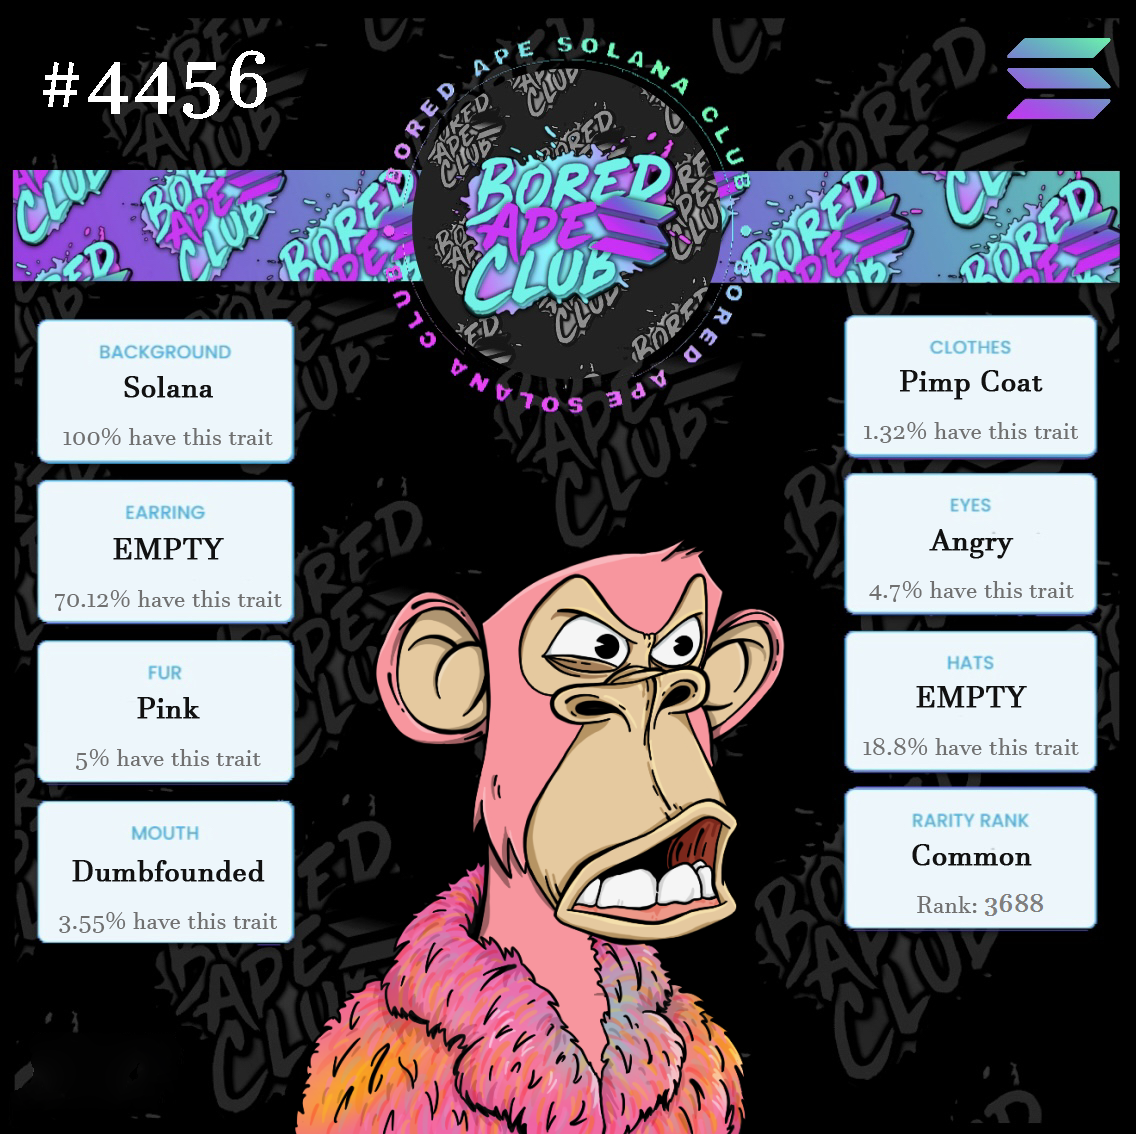 #4456
BORED APE SOLANA CLUB
BORED
APE
CLUB
BORED APE SOLANA CLUB
BACKGROUND
Solana
100% have this trait
EARRING
EMPTY
70.12% have this trait
FUR
Pink
5% have this trait
MOUTH
Dumbfounded
3.55% have this trait
CLOTHES
Pimp Coat
1.32% have this trait
EYES
Angry
4.7% have this trait
HATS
EMPTY
18.8% have this trait
RARITY RANK
Common
Rank: 3688